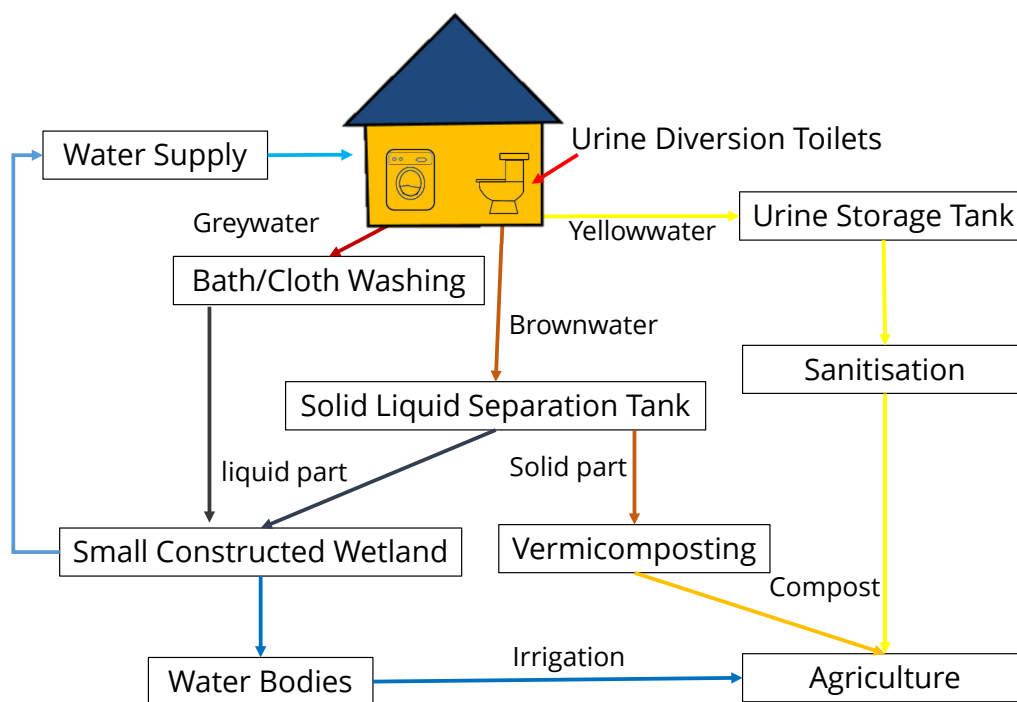 Urine Diversion Toilets
Water Supply
Greywater
Yellowwater
Urine Storage Tank
Bath/Cloth Washing
Brownwater
Sanitisation
Solid Liquid Separation Tank
liquid part
Solid part
Small Constructed Wetland
Vermicomposting
Compost
Irrigation
Water Bodies
Agriculture